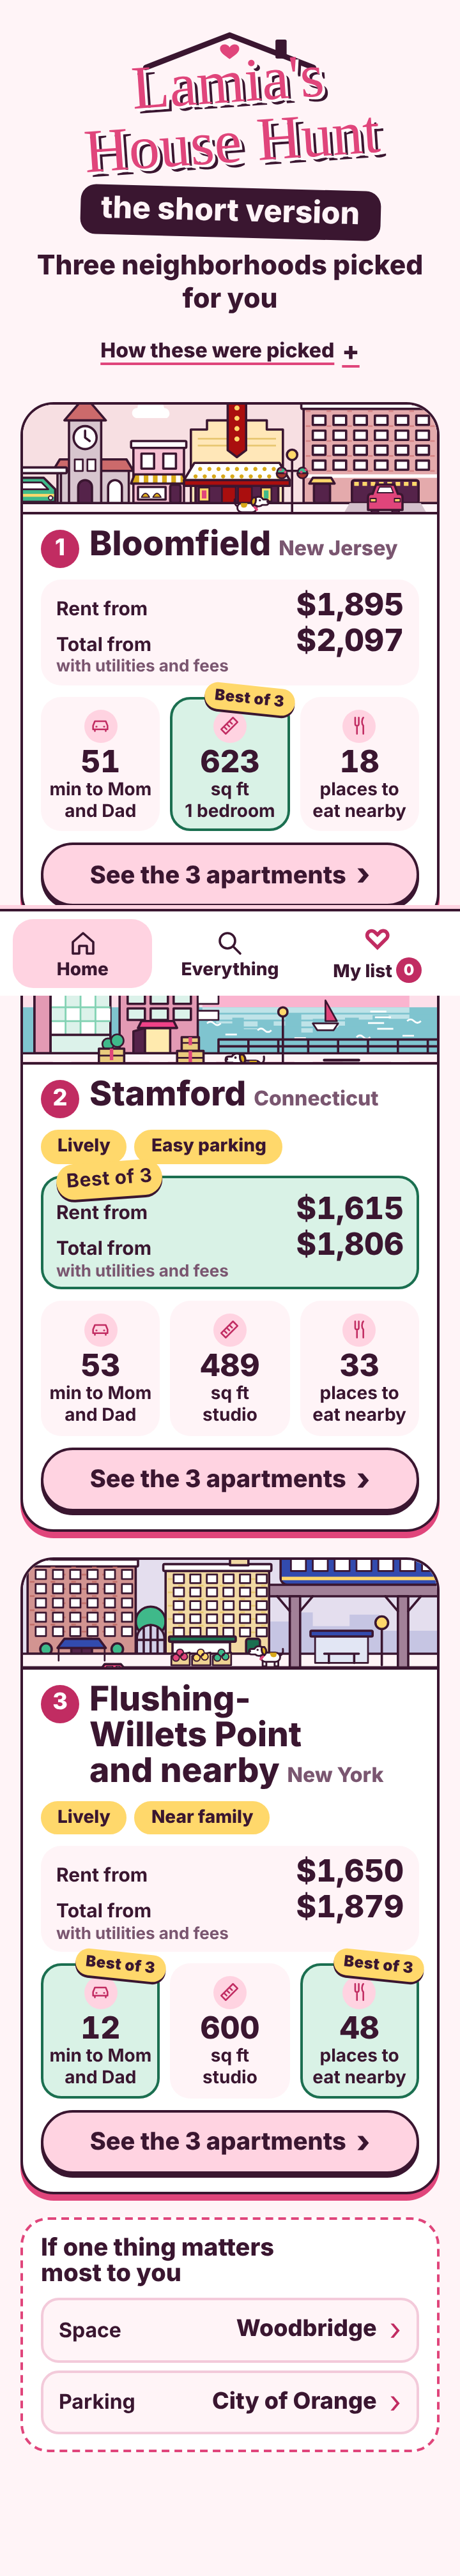 Lamia's
House Hunt
the short version
Three neighborhoods picked
for you
How these were picked +
1 Bloomfield New Jersey
Rent from $1,895
Total from $2,097
with utilities and fees
Best of 3
51
min to Mom
and Dad
623
sq ft
1 bedroom
18
places to
eat nearby
See the 3 apartments ›
Home
Everything
My list 0
2 Stamford Connecticut
Lively
Easy parking
Best of 3
Rent from $1,615
Total from $1,806
with utilities and fees
53
min to Mom
and Dad
489
sq ft
studio
33
places to
eat nearby
See the 3 apartments ›
3 Flushing-
Willets Point
and nearby New York
Lively
Near family
Rent from $1,650
Total from $1,879
with utilities and fees
Best of 3
12
min to Mom
and Dad
600
sq ft
studio
Best of 3
48
places to
eat nearby
See the 3 apartments ›
If one thing matters
most to you
Space Woodbridge ›
Parking City of Orange ›